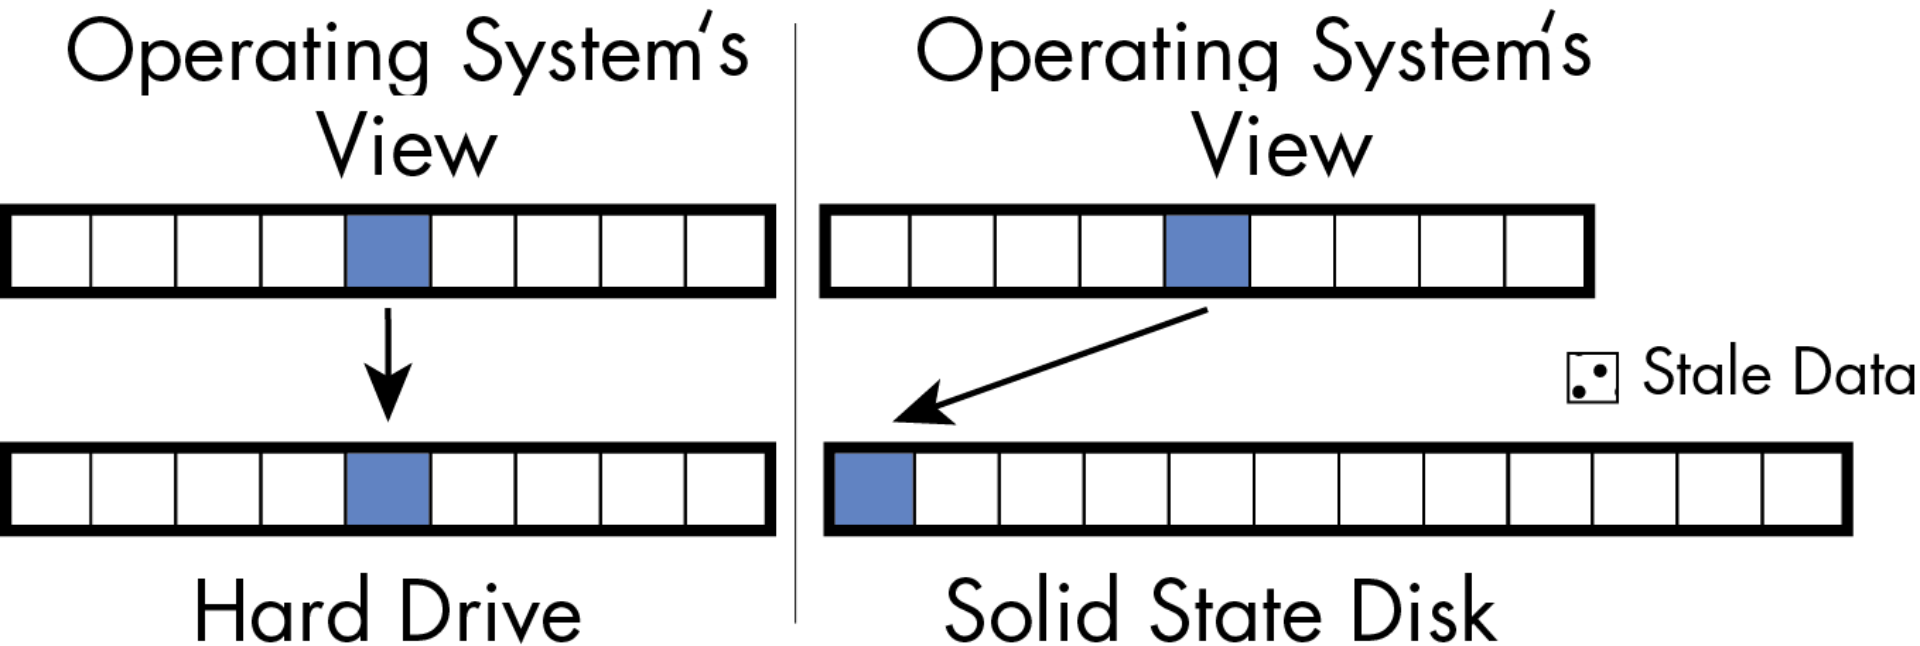 Operating System's
View
Hard Drive
Operating System's
View
Stale Data
Solid State Disk